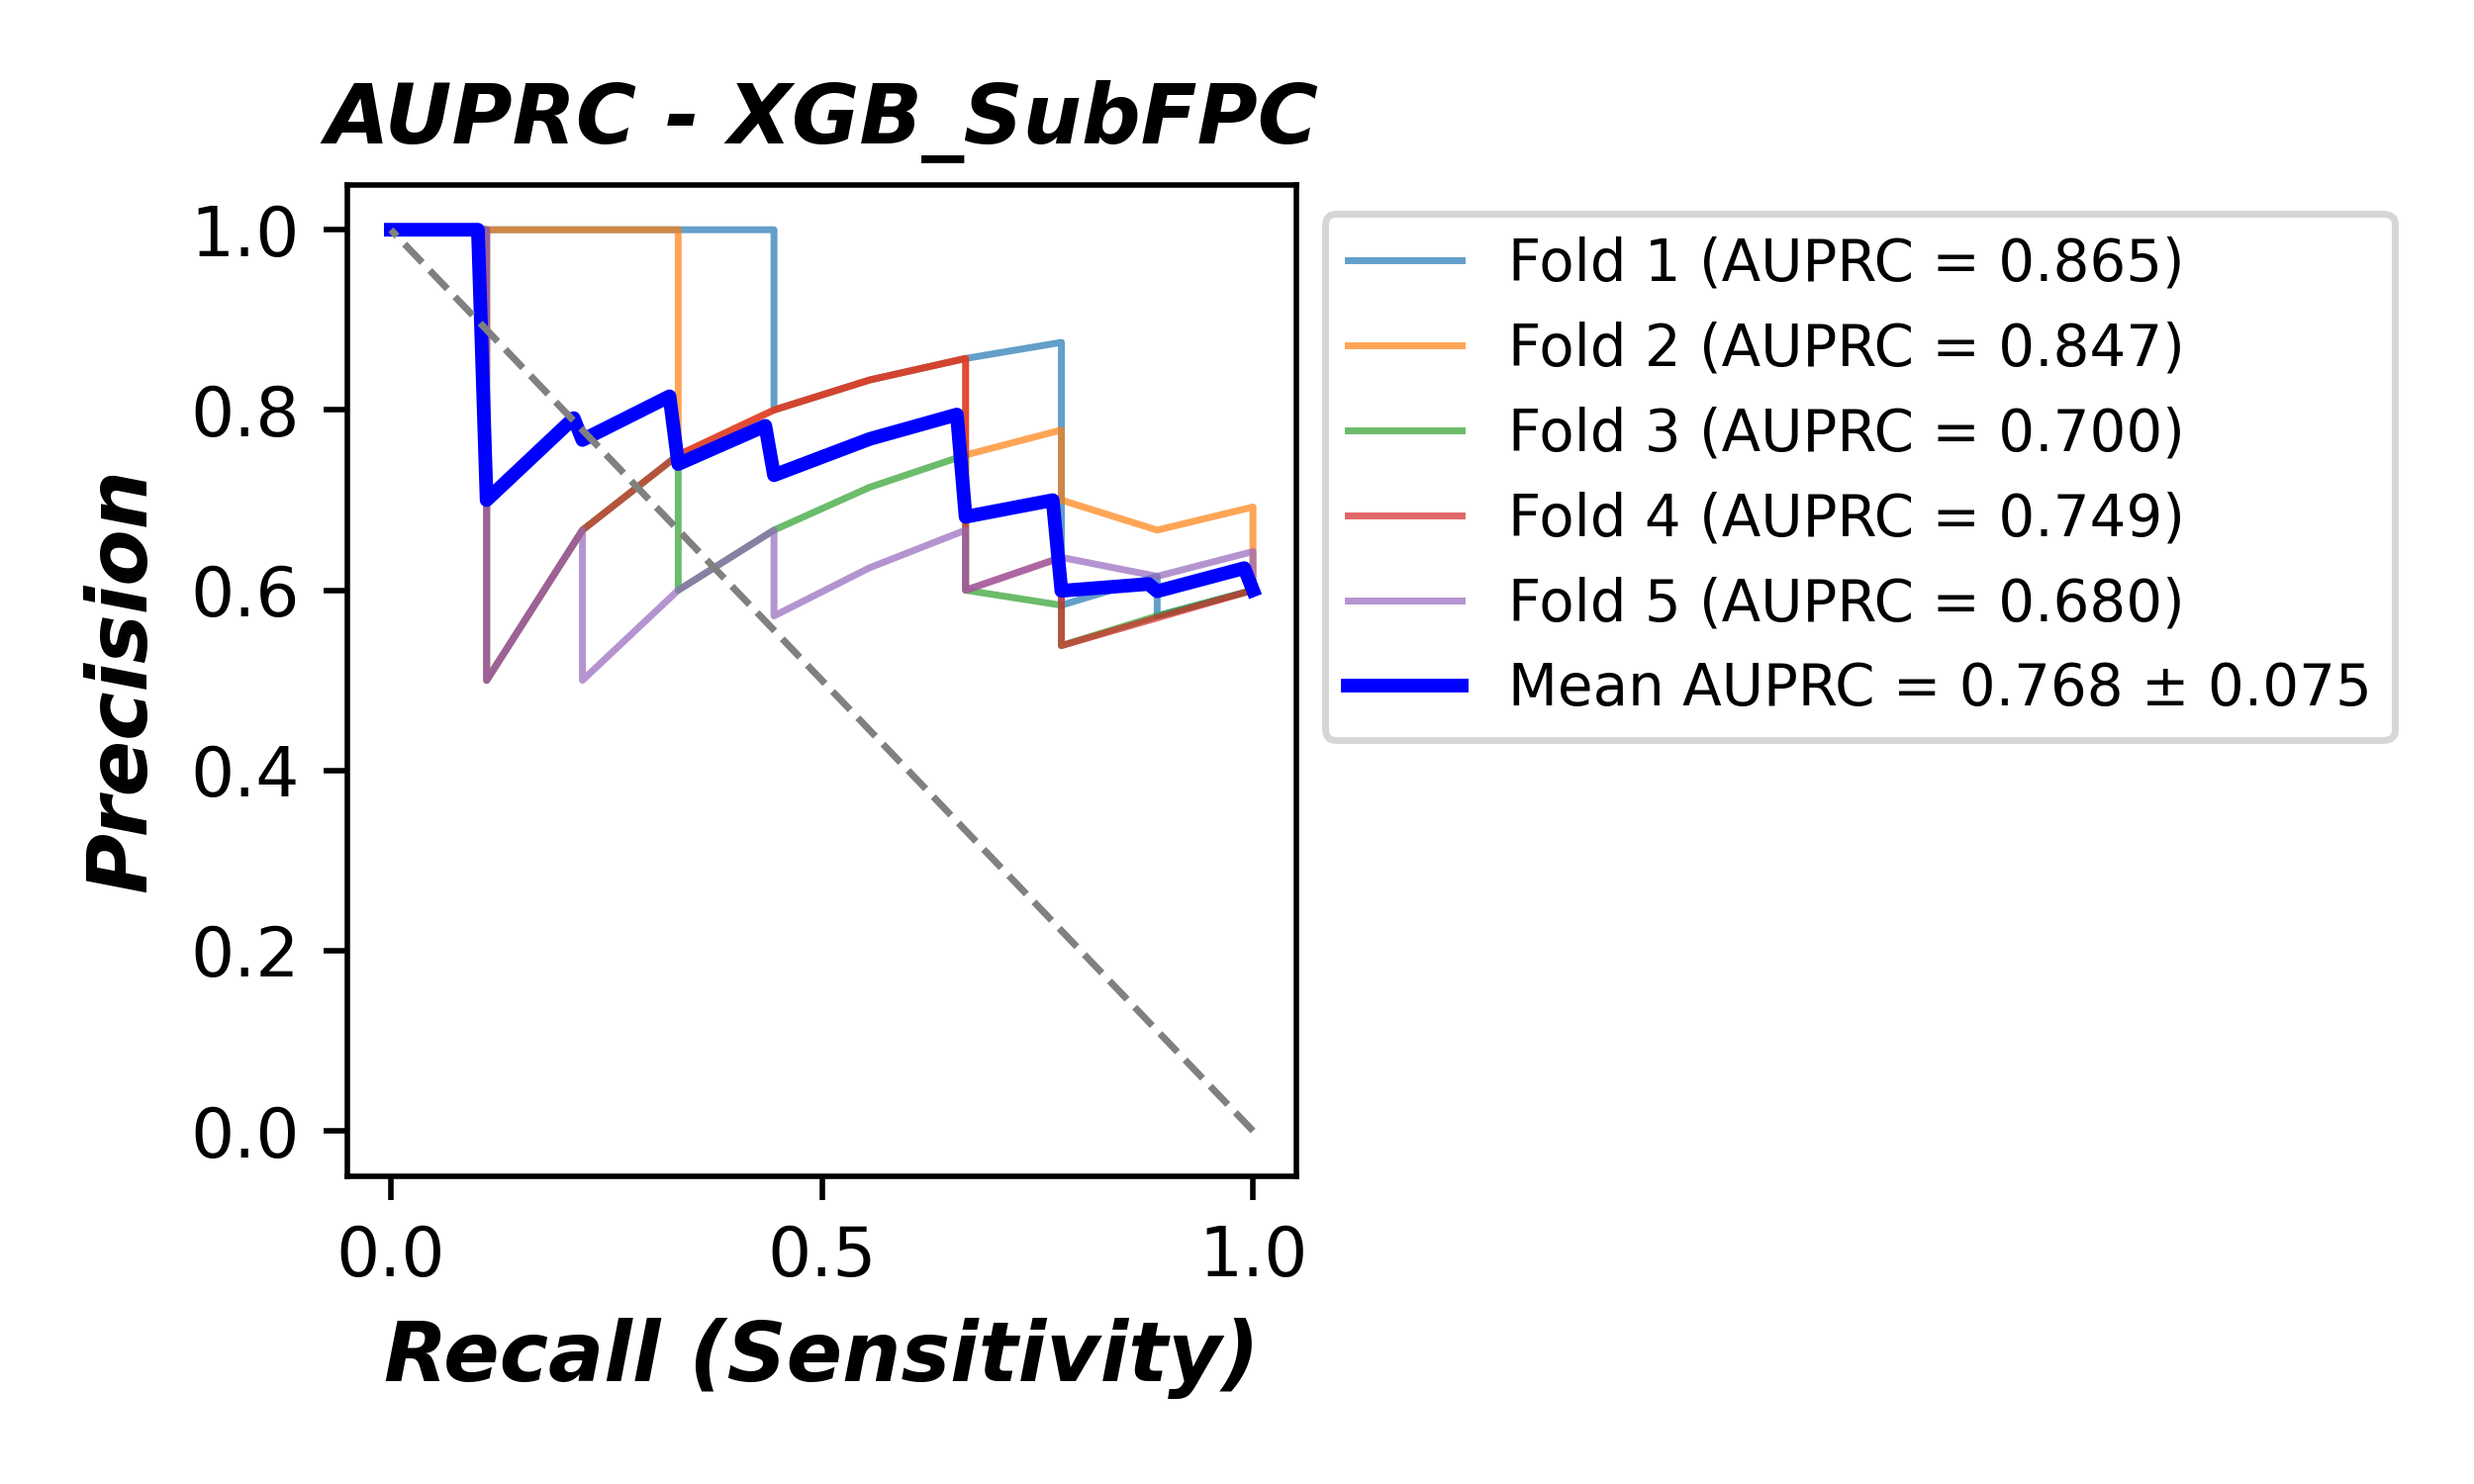 AUPRC - XGB_SubFPC
Precision
1.0
0.8
0.6
0.4
0.2
0.0
0.0
0.5
1.0
Recall (Sensitivity)
Fold 1 (AUPRC = 0.865)
Fold 2 (AUPRC = 0.847)
Fold 3 (AUPRC = 0.700)
Fold 4 (AUPRC = 0.749)
Fold 5 (AUPRC = 0.680)
Mean AUPRC = 0.768 ± 0.075